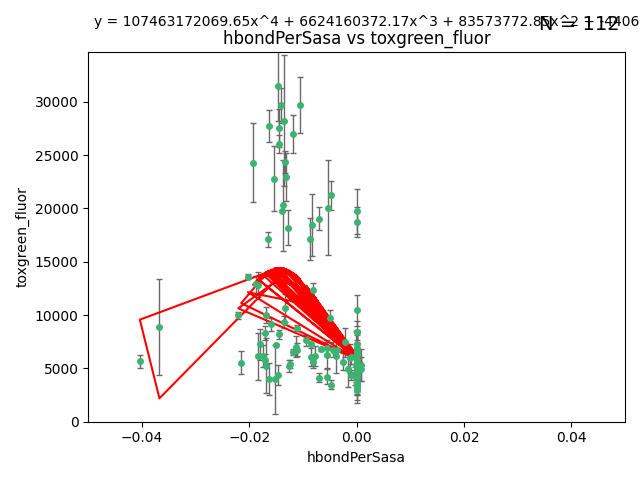 y = 107463172069.65x^4 + 6624160372.17x^3 + 83573772.85x^2
N = 112
hbondPerSasa vs toxgreen_fluor
toxgreen_fluor
30000
25000
20000
15000
10000
5000
0
−0.04
−0.02
0.00
0.02
0.04
hbondPerSasa